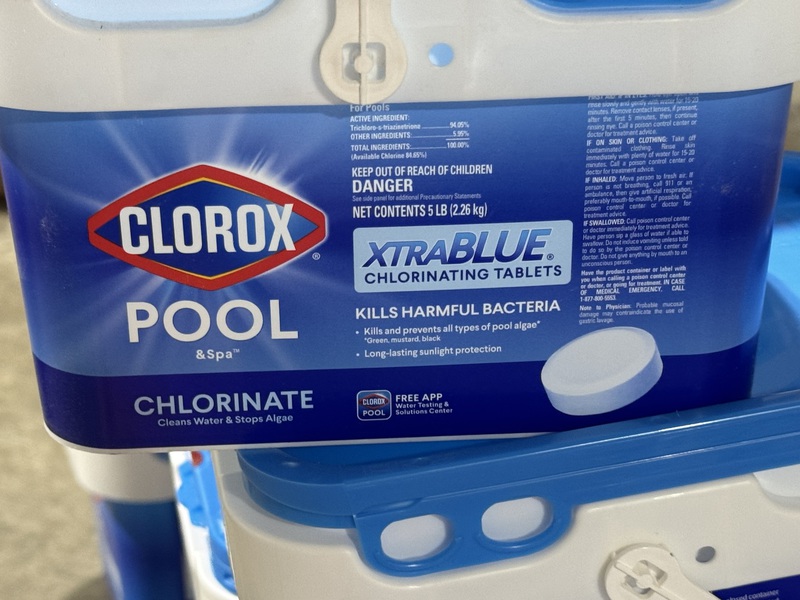 For Pools
ACTIVE INGREDIENT:
Trichloro-s-triazinetrione 94.05%
OTHER INGREDIENTS: 5.95%
TOTAL INGREDIENTS: 100.00%
(Available Chlorine 84.65%)
KEEP OUT OF REACH OF CHILDREN
DANGER
See side panel for additional Precautionary Statements
NET CONTENTS 5 LB (2.26 kg)
CLOROX®
POOL
&Spa™
CHLORINATE
Cleans Water & Stops Algae
XTRABLUE®
CHLORINATING TABLETS
KILLS HARMFUL BACTERIA
• Kills and prevents all types of pool algae*
*Green, mustard, black
• Long-lasting sunlight protection
CLOROX
POOL
FREE APP
Water Testing &
Solutions Center
rinse slowly and gently with water for 15-20
minutes. Remove contact lenses, if present,
after the first 5 minutes, then continue
rinsing eye. Call a poison control center or
doctor for treatment advice.
IF ON SKIN OR CLOTHING: Take off
contaminated clothing. Rinse skin
immediately with plenty of water for 15-20
minutes. Call a poison control center or
doctor for treatment advice.
IF INHALED: Move person to fresh air. If
person is not breathing, call 911 or an
ambulance, then give artificial respiration,
preferably mouth-to-mouth, if possible. Call
poison control center or doctor for
treatment advice.
IF SWALLOWED: Call poison control center
or doctor immediately for treatment advice.
Have person sip a glass of water if able to
swallow. Do not induce vomiting unless told
to do so by the poison control center or
doctor. Do not give anything by mouth to an
unconscious person.
Have the product container or label with
you when calling a poison control center
or doctor, or going for treatment. IN CASE
OF MEDICAL EMERGENCY, CALL
1-877-800-5553.
Note to Physician: Probable mucosal
damage may contraindicate the use of
gastric lavage.
container